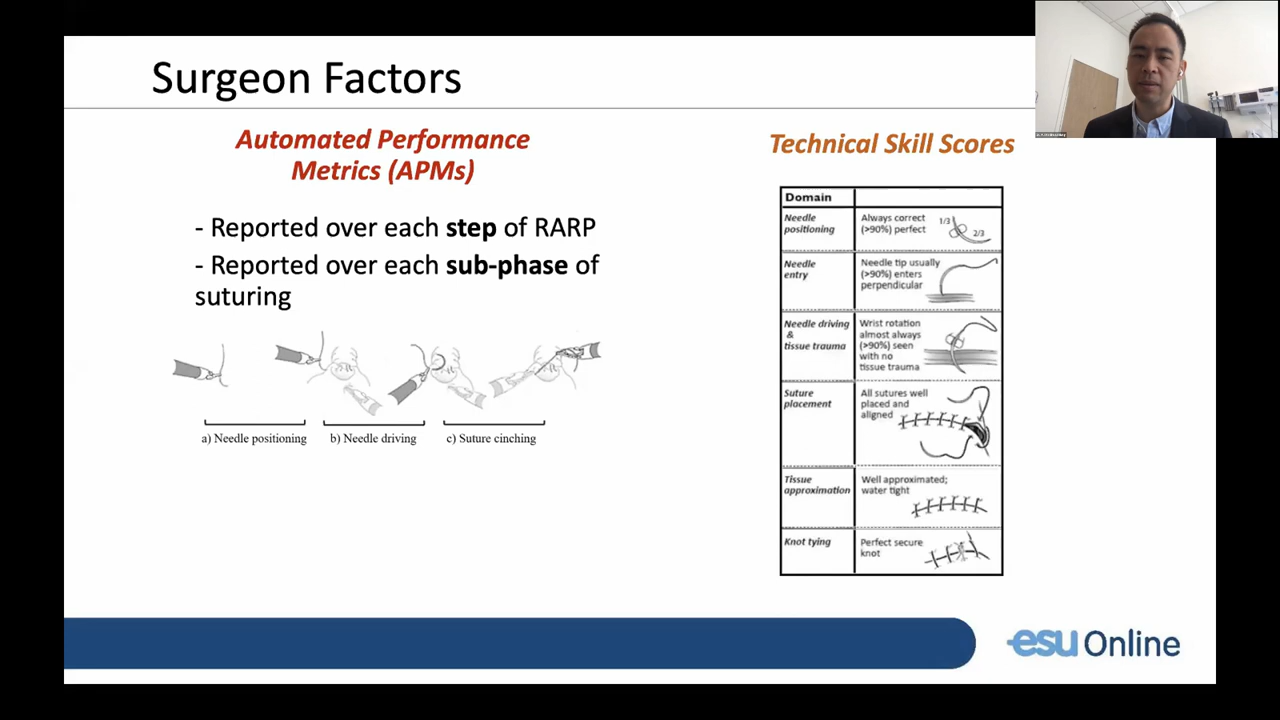 Surgeon Factors
Automated Performance
Metrics (APMs)
- Reported over each step of RARP
- Reported over each sub-phase of
suturing
a) Needle positioning
b) Needle driving
c) Suture cinching
Technical Skill Scores
Domain
Needle
positioning
Always correct
(>90%) perfect
1/3
2/3
Needle
entry
Needle tip usually
(>90%) enters
perpendicular
Needle driving
&
tissue trauma
Wrist rotation
almost always
(>90%) seen
with no
tissue trauma
Suture
placement
All sutures well
placed and
aligned
Tissue
approximation
Well approximated;
water tight
Knot tying
Perfect secure
knot
esu Online